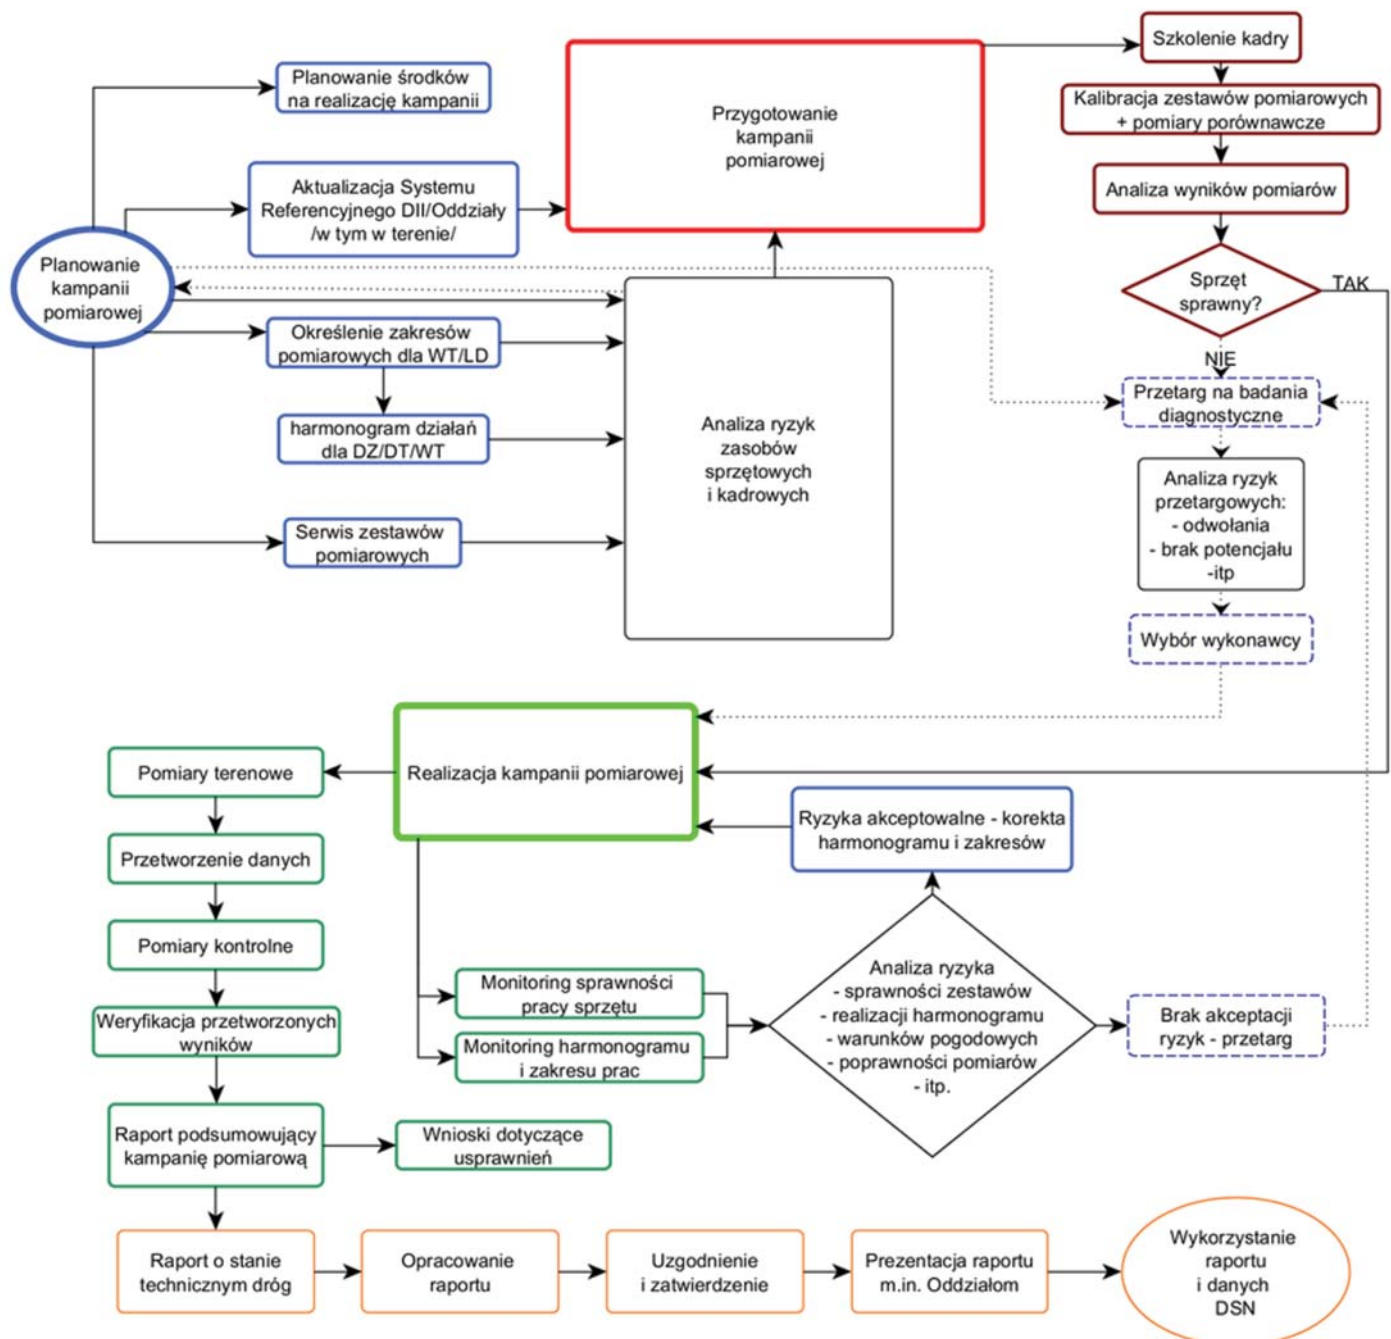 Szkolenie kadry
Planowanie środków
na realizację kampanii
Przygotowanie
kampanii
pomiarowej
Kalibracja zestawów pomiarowych
+ pomiary porównawcze
Analiza wyników pomiarów
Aktualizacja Systemu
Referencyjnego DII/Oddziały
/w tym w terenie/
Planowanie
kampanii
pomiarowej
Sprzęt
sprawny?
TAK
NIE
Określenie zakresów
pomiarowych dla WT/LD
harmonogram działań
dla DZ/DT/WT
Serwis zestawów
pomiarowych
Analiza ryzyk
zasobów
sprzętowych
i kadrowych
Przetarg na badania
diagnostyczne
Analiza ryzyk
przetargowych:
- odwołania
- brak potencjału
-itp
Wybór wykonawcy
Realizacja kampanii pomiarowej
Pomiary terenowe
Przetworzenie danych
Pomiary kontrolne
Weryfikacja przetworzonych
wyników
Raport podsumowujący
kampanię pomiarową
Wnioski dotyczące
usprawnień
Ryzyka akceptowalne - korekta
harmonogramu i zakresów
Monitoring sprawności
pracy sprzętu
Monitoring harmonogramu
i zakresu prac
Analiza ryzyka
- sprawności zestawów
- realizacji harmonogramu
- warunków pogodowych
- poprawności pomiarów
- itp.
Brak akceptacji
ryzyk - przetarg
Raport o stanie
technicznym dróg
Opracowanie
raportu
Uzgodnienie
i zatwierdzenie
Prezentacja raportu
m.in. Oddziałom
Wykorzystanie
raportu
i danych
DSN